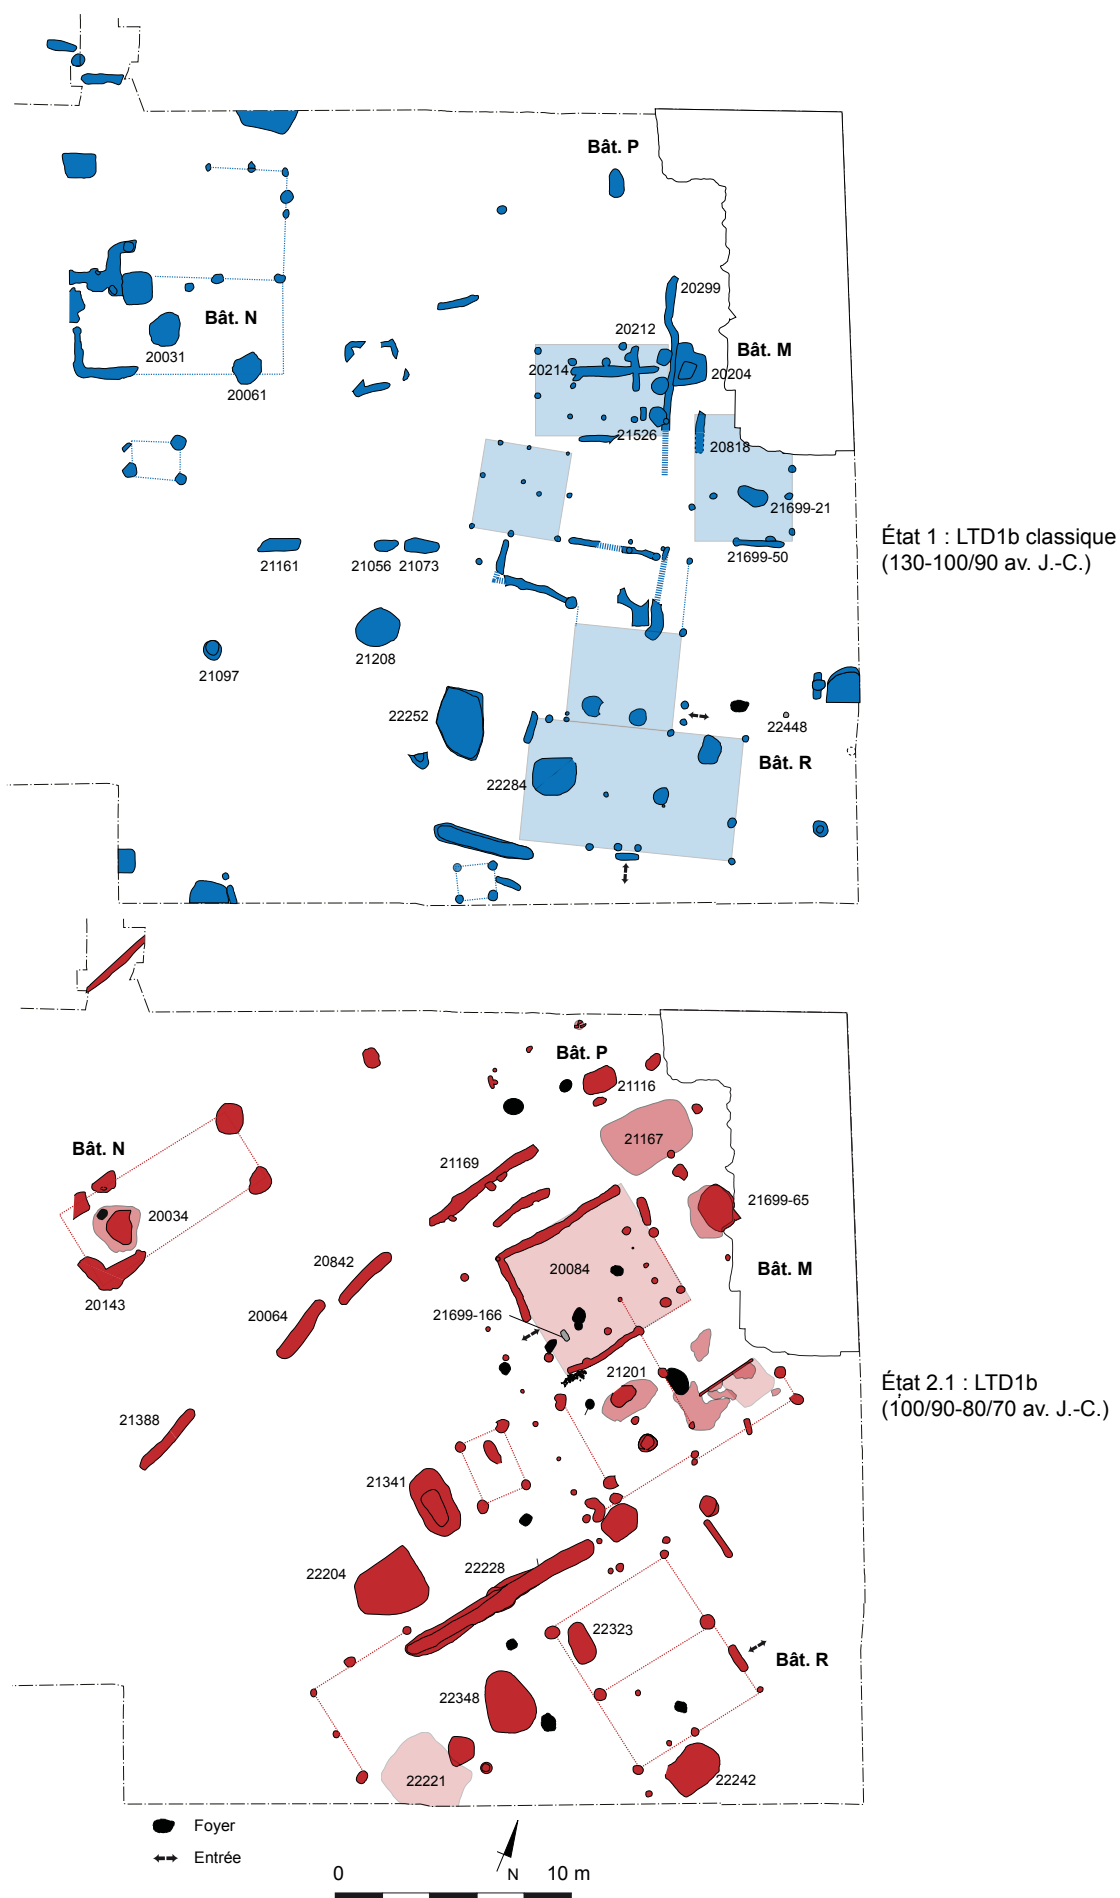 Bât. P
20299
20212
Bât. M
Bât. N
20031
20214
20204
20061
21526
20818
21699-21
État 1 : LTD1b classique
(130-100/90 av. J.-C.)
21161
21056
21073
21699-50
21208
21097
22252
22448
Bât. R
22284
Bât. P
21116
21167
Bât. N
21169
21699-65
20034
20842
20084
Bât. M
20143
20064
21699-166
21201
État 2.1 : LTD1b
(100/90-80/70 av. J.-C.)
21388
21341
22204
22228
22323
Bât. R
22348
22221
22242
Foyer
Entrée
N
0 10 m